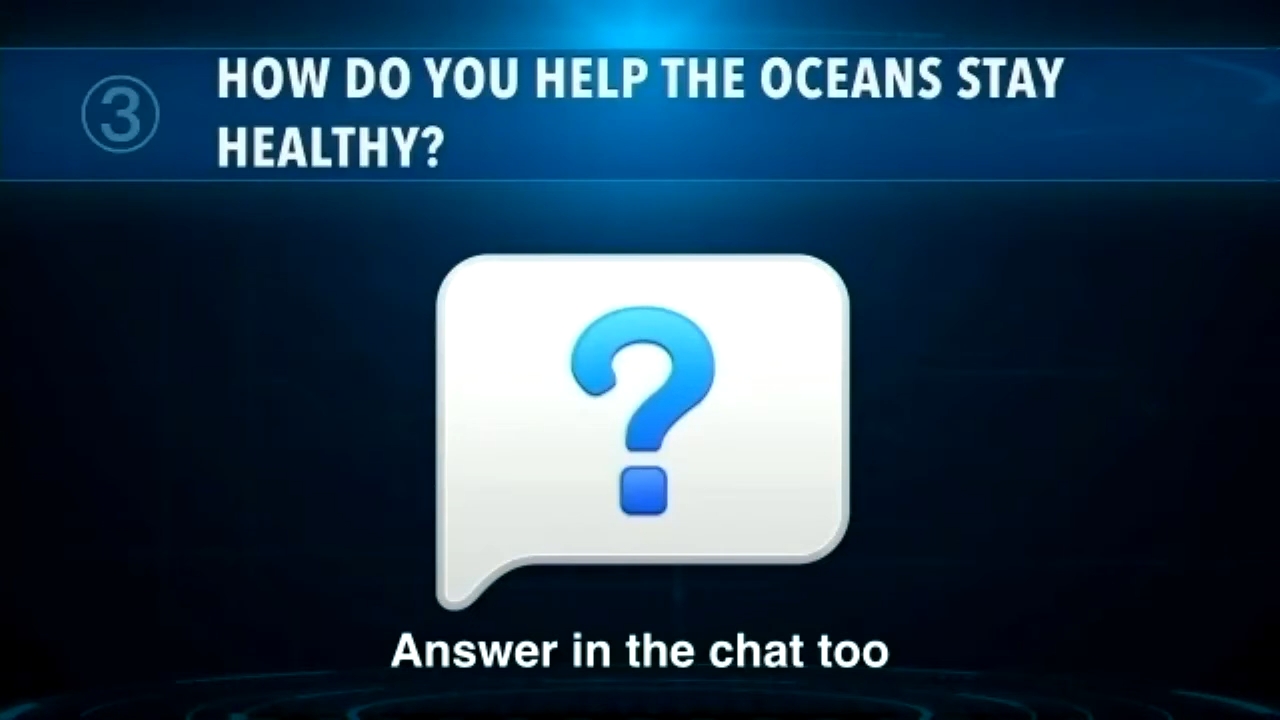 ③ HOW DO YOU HELP THE OCEANS STAY
HEALTHY?
?
Answer in the chat too